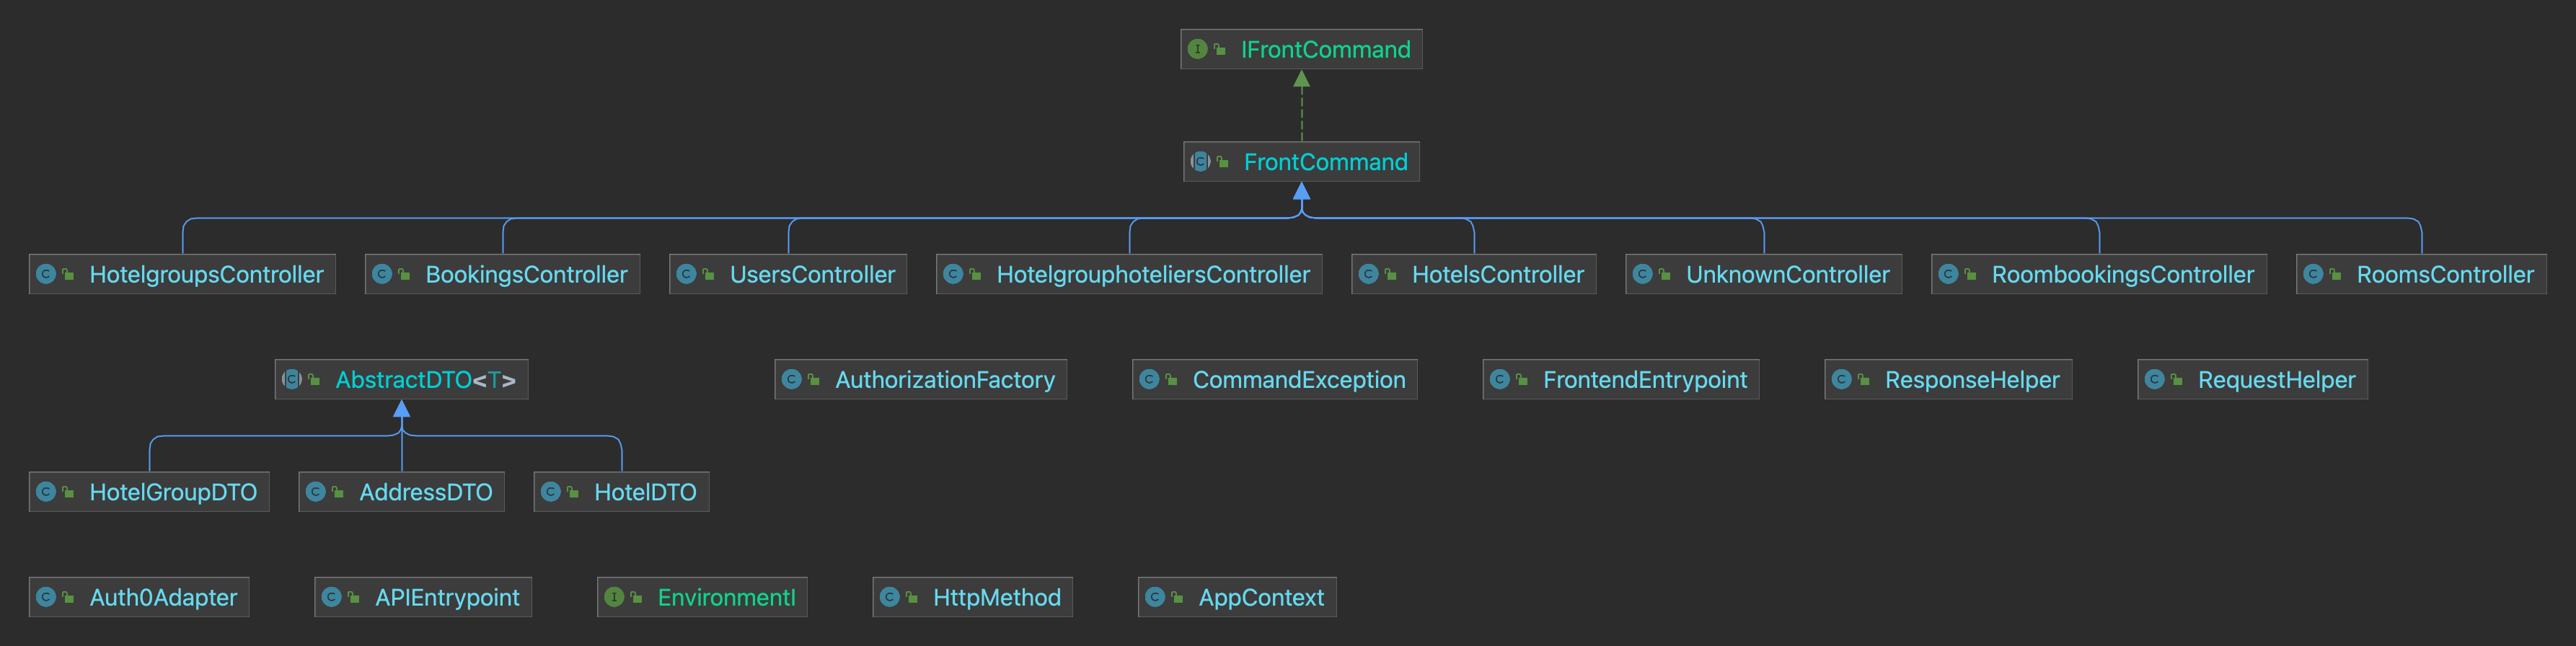 IFrontCommand
FrontCommand
HotelgroupsController
BookingsController
UsersController
HotelgrouphoteliersController
HotelsController
UnknownController
RoombookingsController
RoomsController
AbstractDTO<T>
AuthorizationFactory
CommandException
FrontendEntrypoint
ResponseHelper
RequestHelper
HotelGroupDTO
AddressDTO
HotelDTO
Auth0Adapter
APIEntrypoint
EnvironmentI
HttpMethod
AppContext